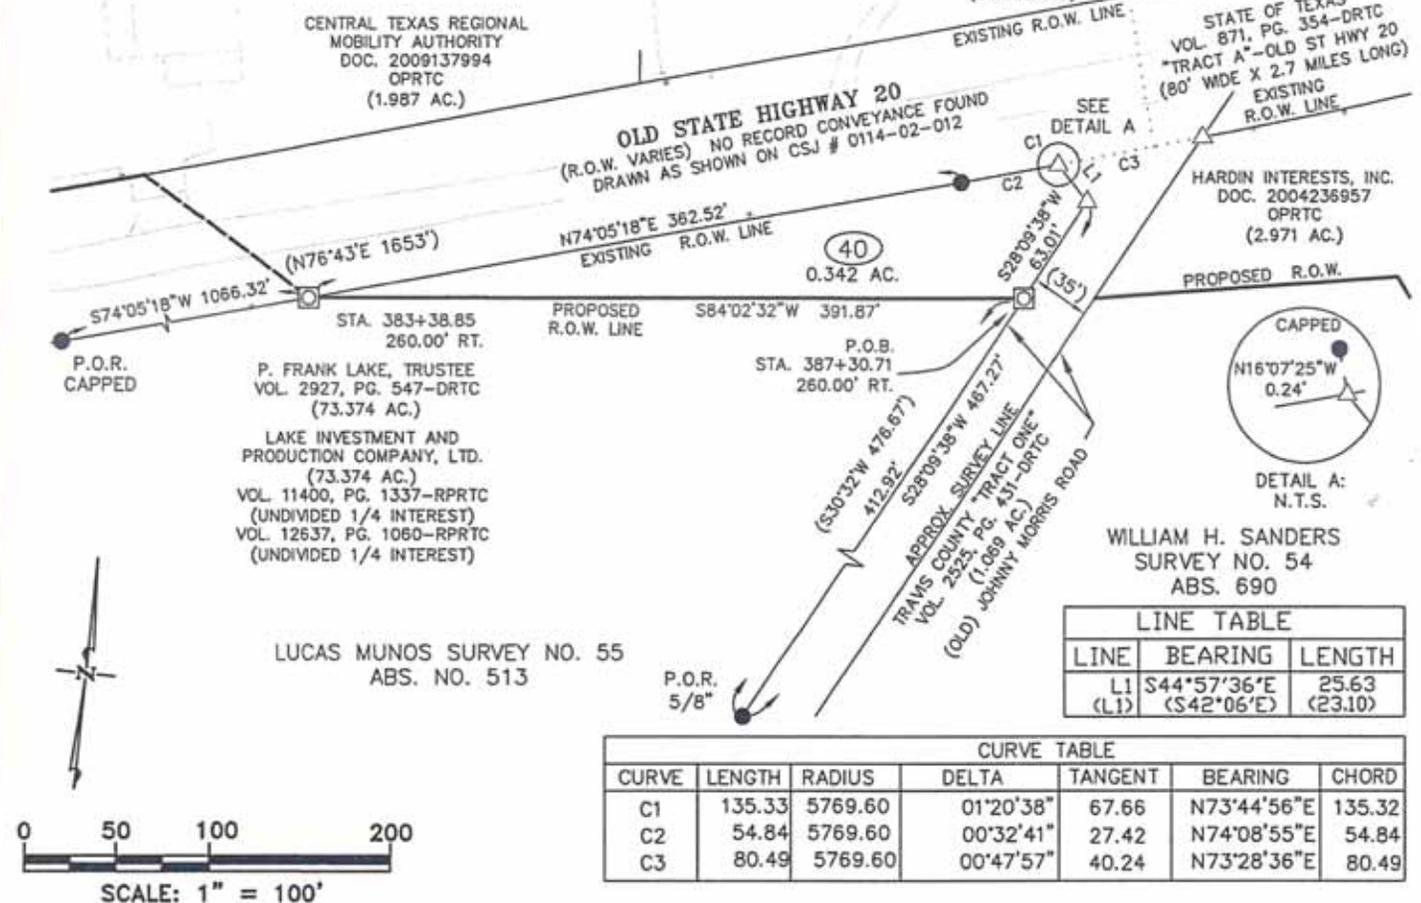 CENTRAL TEXAS REGIONAL
MOBILITY AUTHORITY
DOC. 2009137994
OPRTC
(1.987 AC.)
EXISTING R.O.W. LINE
STATE OF TEXAS
VOL. 871, PG. 354-DRTC
"TRACT A"-OLD ST HWY 20
(80' WIDE X 2.7 MILES LONG)
EXISTING
R.O.W. LINE
OLD STATE HIGHWAY 20
(R.O.W. VARIES) NO RECORD CONVEYANCE FOUND
DRAWN AS SHOWN ON CSJ # 0114-02-012
SEE
DETAIL A
C1
C2
L1
C3
HARDIN INTERESTS, INC.
DOC. 2004236957
OPRTC
(2.971 AC.)
(N76°43'E 1653')
N74°05'18"E 362.52'
EXISTING R.O.W. LINE
40
0.342 AC.
S28°09'38"W
63.01'
(35')
PROPOSED R.O.W.
S74°05'18"W 1066.32'
P.O.R.
CAPPED
STA. 383+38.85
260.00' RT.
PROPOSED
R.O.W. LINE
S84°02'32"W 391.87'
P.O.B.
STA. 387+30.71
260.00' RT.
CAPPED
N16°07'25"W
0.24'
DETAIL A:
N.T.S.
P. FRANK LAKE, TRUSTEE
VOL. 2927, PG. 547-DRTC
(73.374 AC.)
LAKE INVESTMENT AND
PRODUCTION COMPANY, LTD.
(73.374 AC.)
VOL. 11400, PG. 1337-RPRTC
(UNDIVIDED 1/4 INTEREST)
VOL. 12637, PG. 1060-RPRTC
(UNDIVIDED 1/4 INTEREST)
(S30°32'W 476.67')
412.92'
S28°09'38"W 467.27'
APPROX. SURVEY LINE
TRAVIS COUNTY "TRACT ONE"
VOL. 2525, PG. 431-DRTC
(1.069 AC.)
(OLD) JOHNNY MORRIS ROAD
WILLIAM H. SANDERS
SURVEY NO. 54
ABS. 690
LUCAS MUNOS SURVEY NO. 55
ABS. NO. 513
N
P.O.R.
5/8"
LINE TABLE
LINE BEARING LENGTH
L1 S44°57'36"E 25.63
(L1) (S42°06'E) (23.10)
CURVE TABLE
CURVE LENGTH RADIUS DELTA TANGENT BEARING CHORD
C1 135.33 5769.60 01°20'38" 67.66 N73°44'56"E 135.32
C2 54.84 5769.60 00°32'41" 27.42 N74°08'55"E 54.84
C3 80.49 5769.60 00°47'57" 40.24 N73°28'36"E 80.49
0 50 100 200
SCALE: 1" = 100'